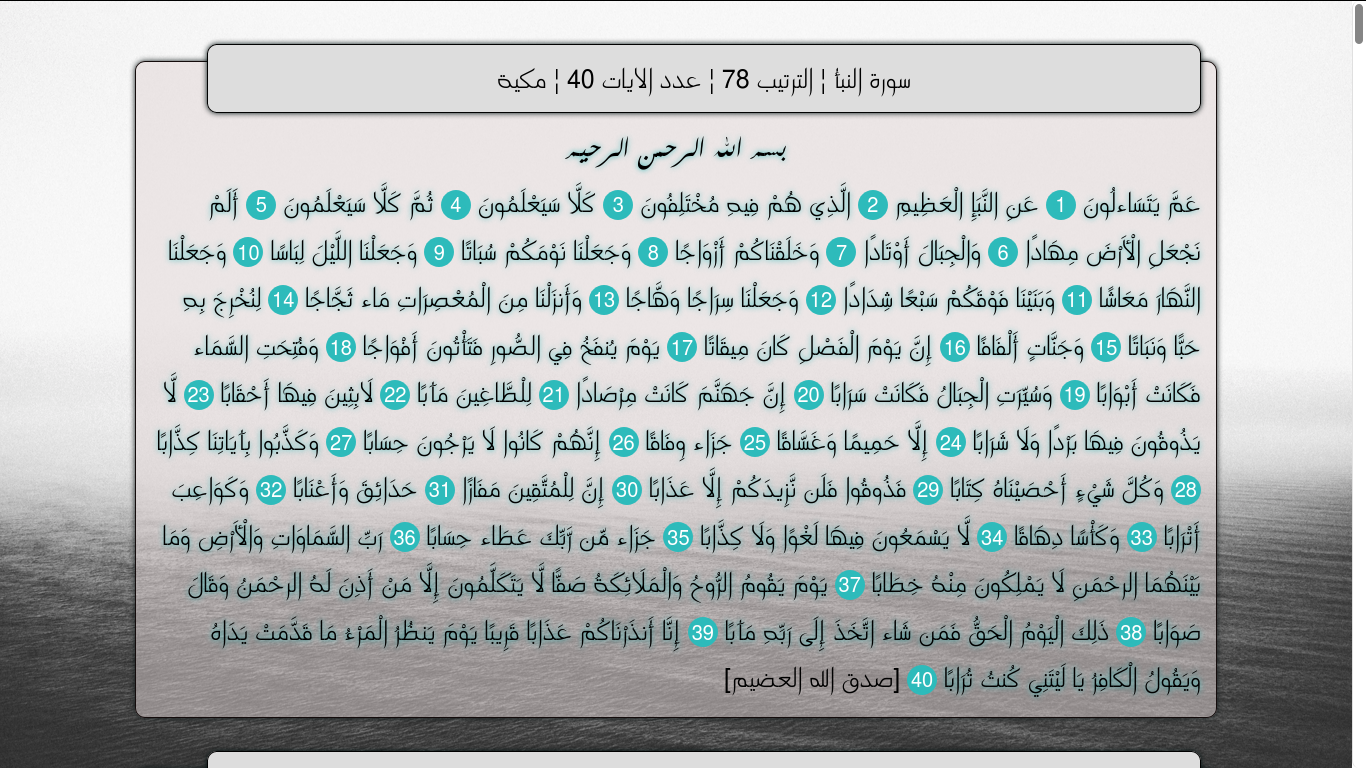 سورة النبأ ¦ الترتيب 78 ¦ عدد الآيات 40 ¦ مكية
بسم الله الرحمن الرحيم
عَمَّ يَتَسَاءلُونَ 1 عَنِ النَّبَإِ الْعَظِيمِ 2 الَّذِي هُمْ فِيهِ مُخْتَلِفُونَ 3 كَلَّا سَيَعْلَمُونَ 4 ثُمَّ كَلَّا سَيَعْلَمُونَ 5 أَلَمْ
نَجْعَلِ الْأَرْضَ مِهَادًا 6 وَالْجِبَالَ أَوْتَادًا 7 وَخَلَقْنَاكُمْ أَزْوَاجًا 8 وَجَعَلْنَا نَوْمَكُمْ سُبَاتًا 9 وَجَعَلْنَا اللَّيْلَ لِبَاسًا 10 وَجَعَلْنَا
النَّهَارَ مَعَاشًا 11 وَبَنَيْنَا فَوْقَكُمْ سَبْعًا شِدَادًا 12 وَجَعَلْنَا سِرَاجًا وَهَّاجًا 13 وَأَنزَلْنَا مِنَ الْمُعْصِرَاتِ مَاء ثَجَّاجًا 14 لِنُخْرِجَ بِهِ
حَبًّا وَنَبَاتًا 15 وَجَنَّاتٍ أَلْفَافًا 16 إِنَّ يَوْمَ الْفَصْلِ كَانَ مِيقَاتًا 17 يَوْمَ يُنفَخُ فِي الصُّورِ فَتَأْتُونَ أَفْوَاجًا 18 وَفُتِحَتِ السَّمَاء
فَكَانَتْ أَبْوَابًا 19 وَسُيِّرَتِ الْجِبَالُ فَكَانَتْ سَرَابًا 20 إِنَّ جَهَنَّمَ كَانَتْ مِرْصَادًا 21 لِلْطَّاغِينَ مَآبًا 22 لَابِثِينَ فِيهَا أَحْقَابًا 23 لَّا
يَذُوقُونَ فِيهَا بَرْدًا وَلَا شَرَابًا 24 إِلَّا حَمِيمًا وَغَسَّاقًا 25 جَزَاء وِفَاقًا 26 إِنَّهُمْ كَانُوا لَا يَرْجُونَ حِسَابًا 27 وَكَذَّبُوا بِآيَاتِنَا كِذَّابًا
28 وَكُلَّ شَيْءٍ أَحْصَيْنَاهُ كِتَابًا 29 فَذُوقُوا فَلَن نَّزِيدَكُمْ إِلَّا عَذَابًا 30 إِنَّ لِلْمُتَّقِينَ مَفَازًا 31 حَدَائِقَ وَأَعْنَابًا 32 وَكَوَاعِبَ
أَتْرَابًا 33 وَكَأْسًا دِهَاقًا 34 لَّا يَسْمَعُونَ فِيهَا لَغْوًا وَلَا كِذَّابًا 35 جَزَاء مِّن رَّبِّكَ عَطَاء حِسَابًا 36 رَبِّ السَّمَاوَاتِ وَالْأَرْضِ وَمَا
بَيْنَهُمَا الرحْمَنِ لَا يَمْلِكُونَ مِنْهُ خِطَابًا 37 يَوْمَ يَقُومُ الرُّوحُ وَالْمَلَائِكَةُ صَفًّا لَّا يَتَكَلَّمُونَ إِلَّا مَنْ أَذِنَ لَهُ الرحْمَنُ وَقَالَ
صَوَابًا 38 ذَلِكَ الْيَوْمُ الْحَقُّ فَمَن شَاء اتَّخَذَ إِلَى رَبِّهِ مَآبًا 39 إِنَّا أَنذَرْنَاكُمْ عَذَابًا قَرِيبًا يَوْمَ يَنظُرُ الْمَرْءُ مَا قَدَّمَتْ يَدَاهُ
وَيَقُولُ الْكَافِرُ يَا لَيْتَنِي كُنتُ تُرَابًا 40 [صدق الله العضيم]